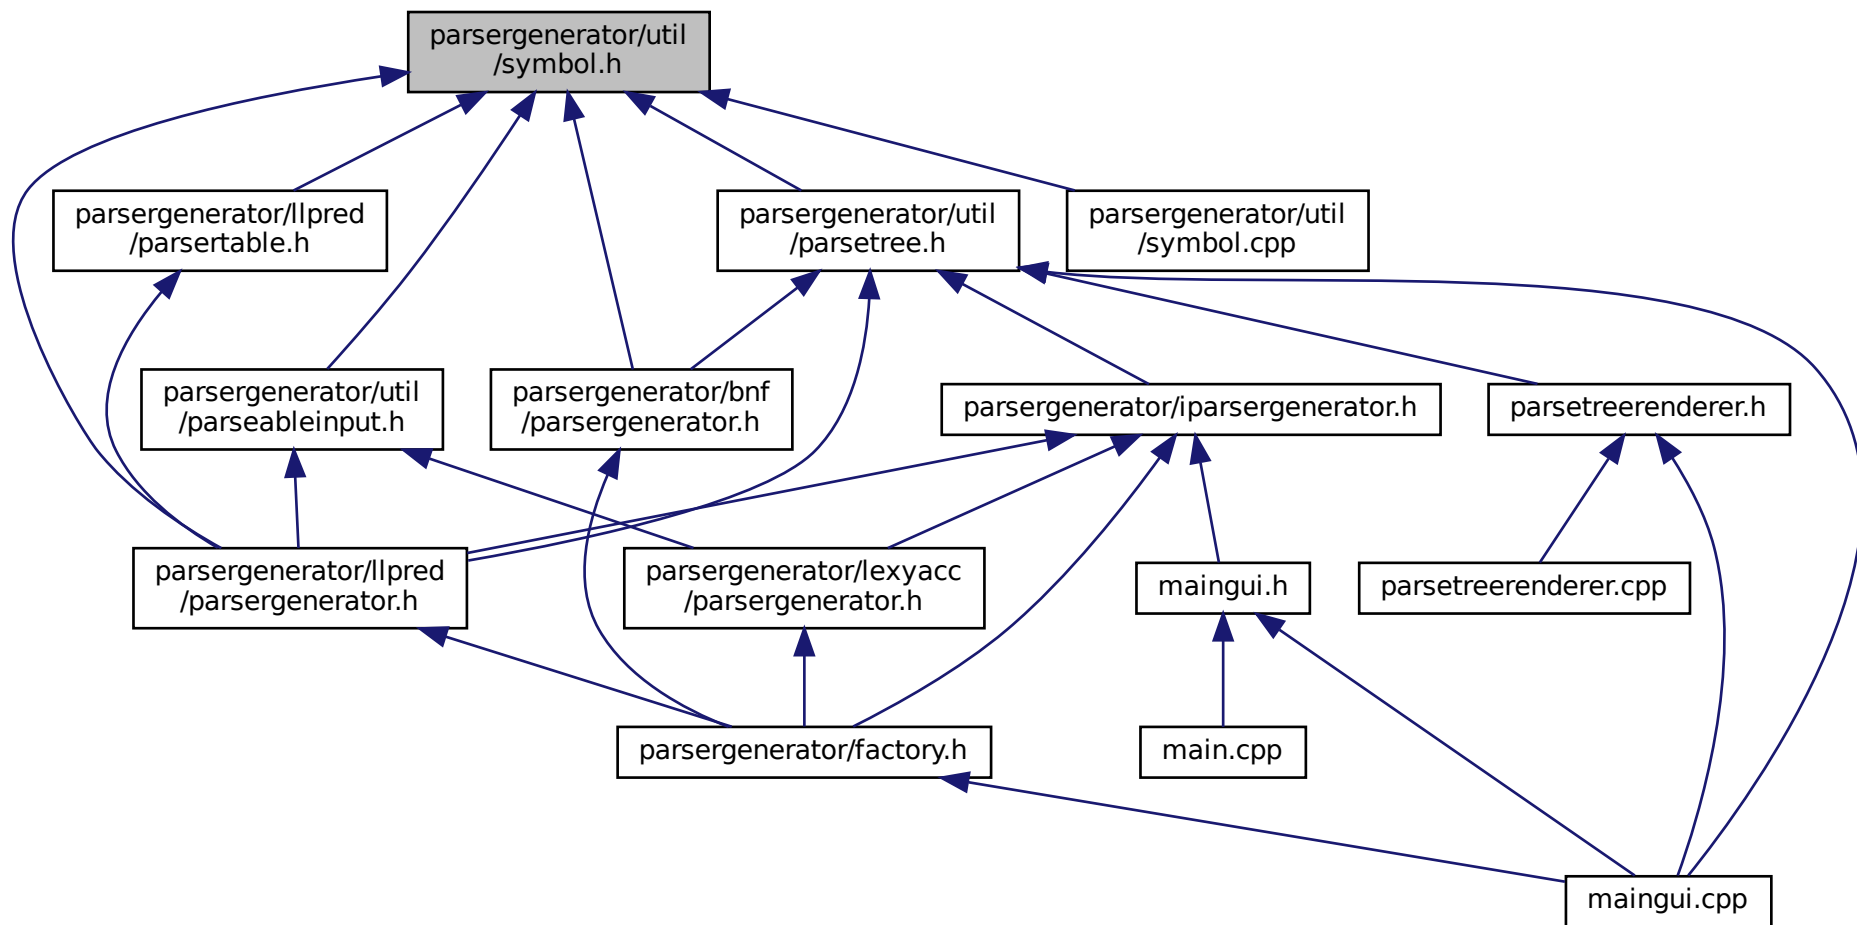 parsergenerator/util
/symbol.h
parsergenerator/llpred
/parsertable.h
parsergenerator/util
/parsetree.h
parsergenerator/util
/symbol.cpp
parsergenerator/util
/parseableinput.h
parsergenerator/bnf
/parsergenerator.h
parsergenerator/iparsergenerator.h
parsetreerenderer.h
parsergenerator/llpred
/parsergenerator.h
parsergenerator/lexyacc
/parsergenerator.h
maingui.h
parsetreerenderer.cpp
parsergenerator/factory.h
main.cpp
maingui.cpp